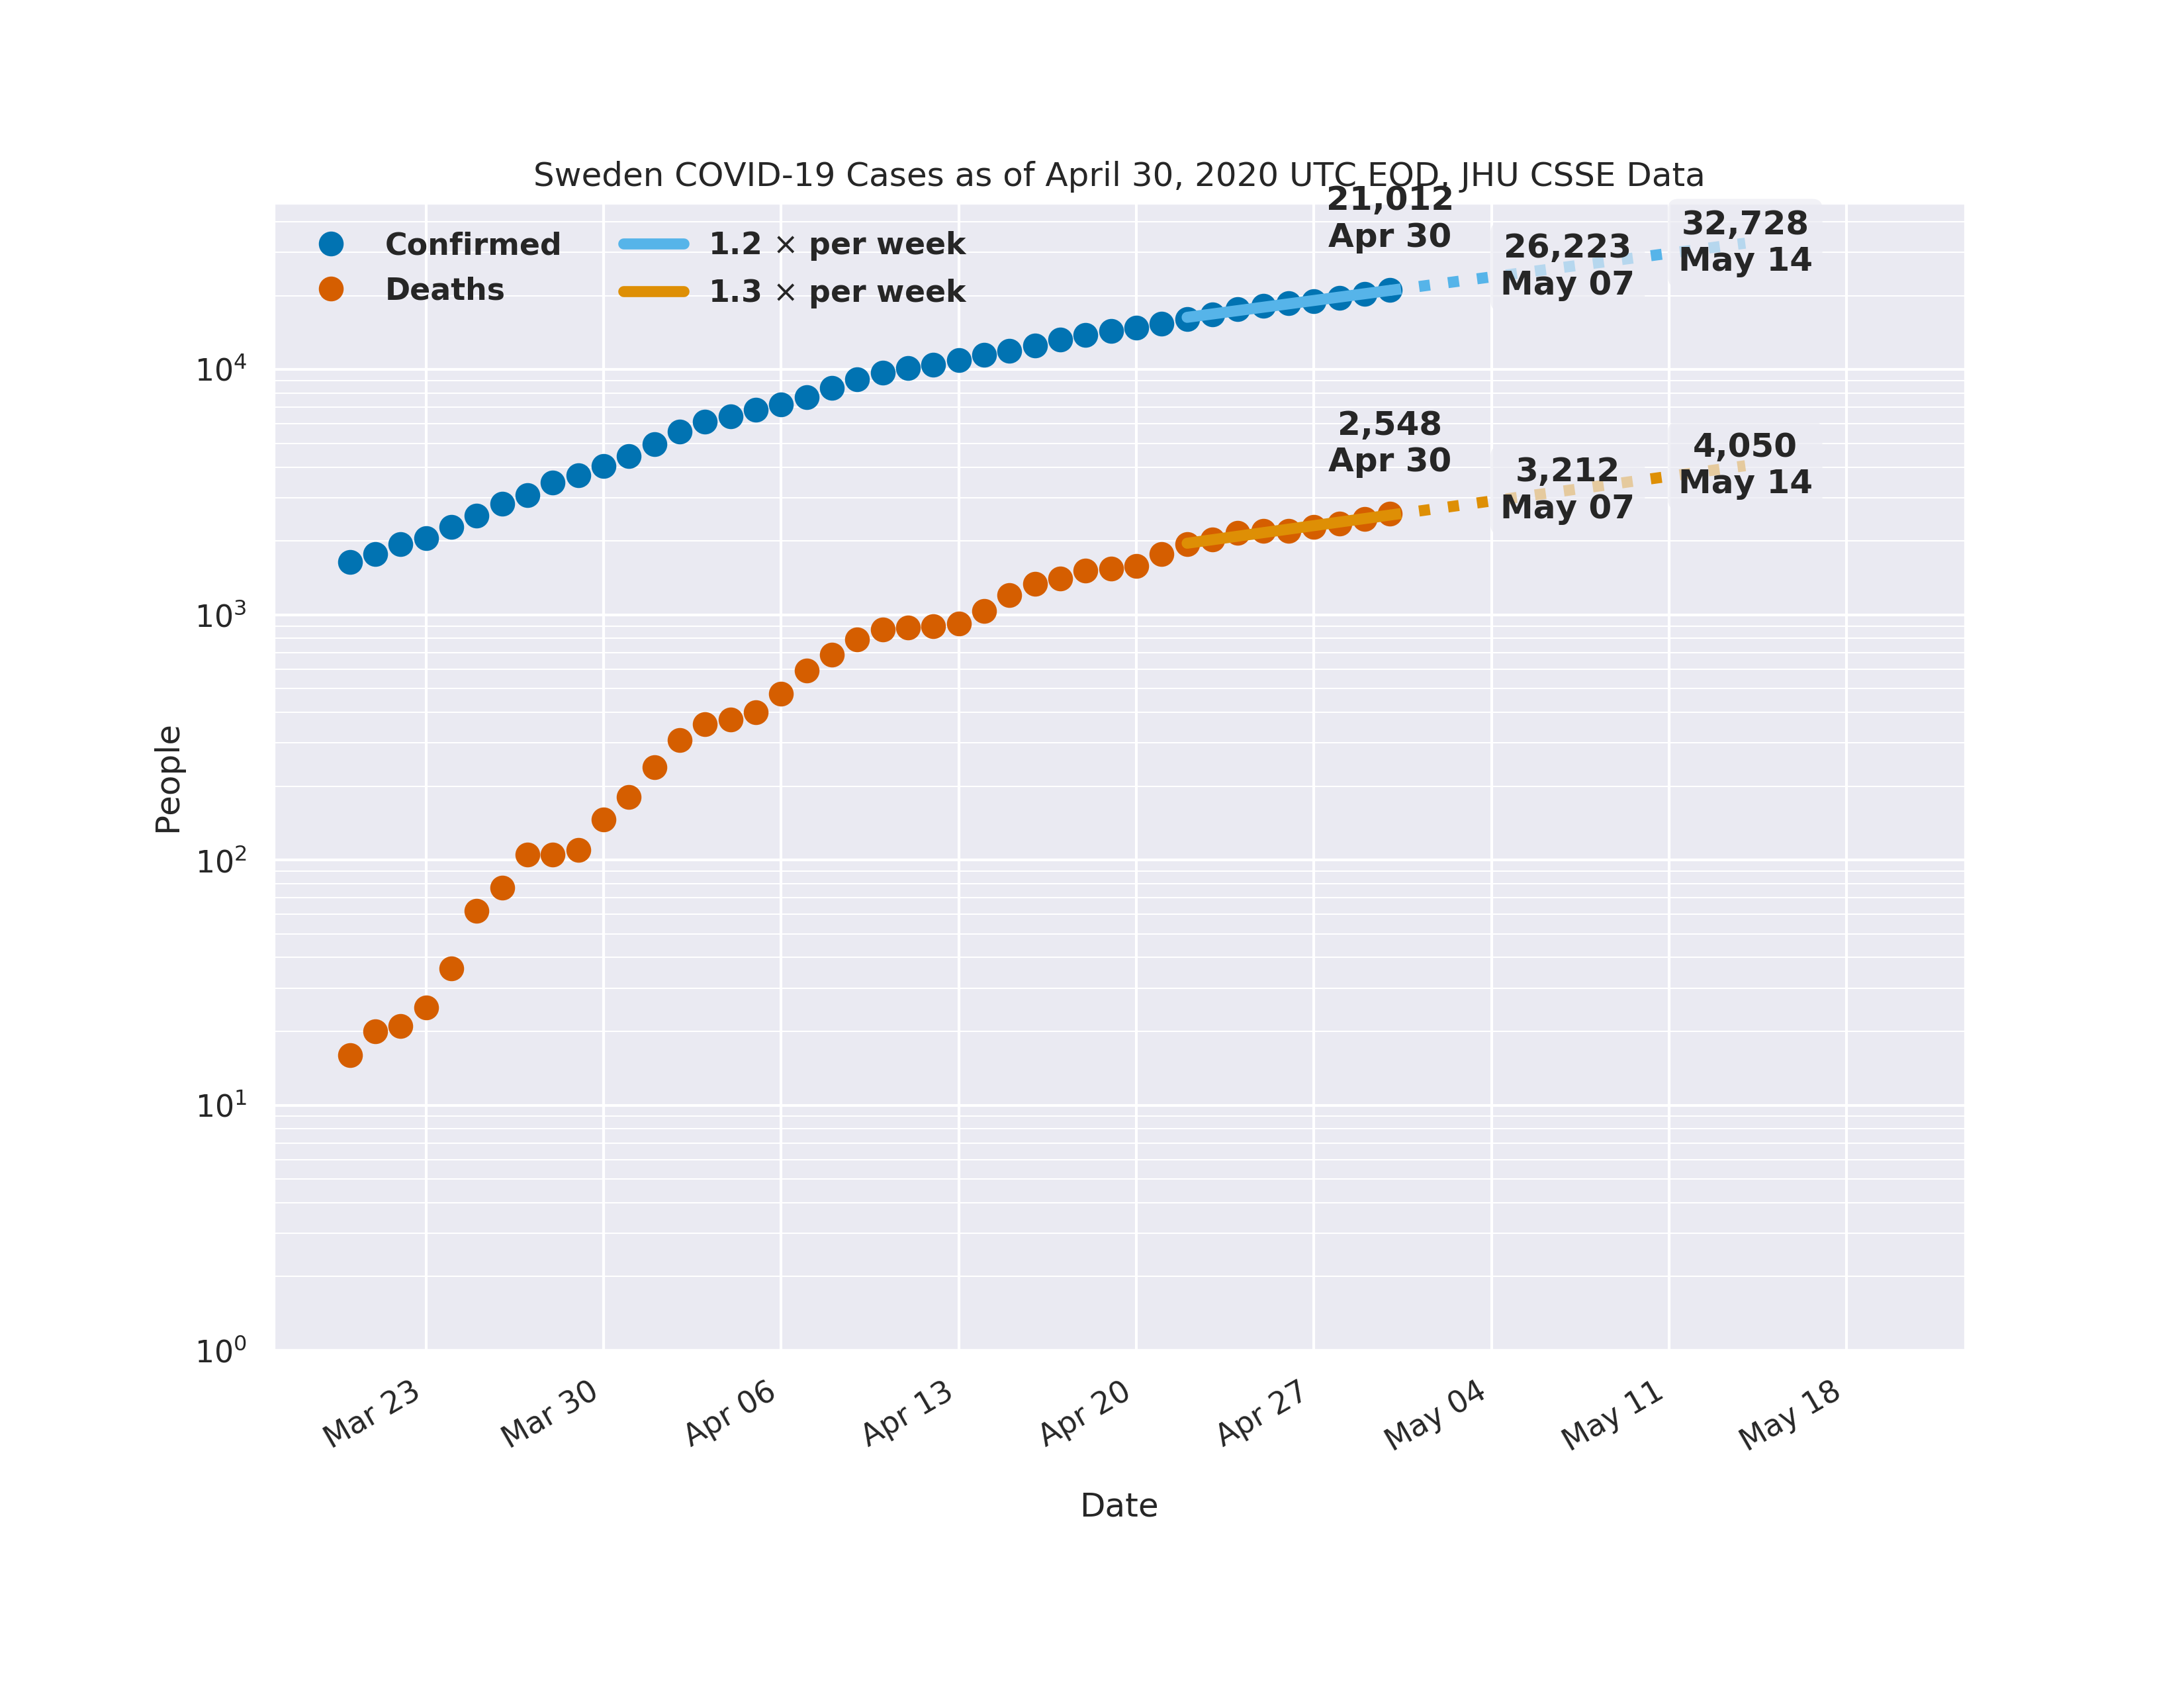 Sweden COVID-19 Cases as of April 30, 2020 UTC EOD, JHU CSSE Data
Confirmed
Deaths
1.2 × per week
1.3 × per week
21,012
Apr 30
26,223
May 07
32,728
May 14
2,548
Apr 30
3,212
May 07
4,050
May 14
People
10⁴
10³
10²
10¹
10⁰
Mar 23
Mar 30
Apr 06
Apr 13
Apr 20
Apr 27
May 04
May 11
May 18
Date